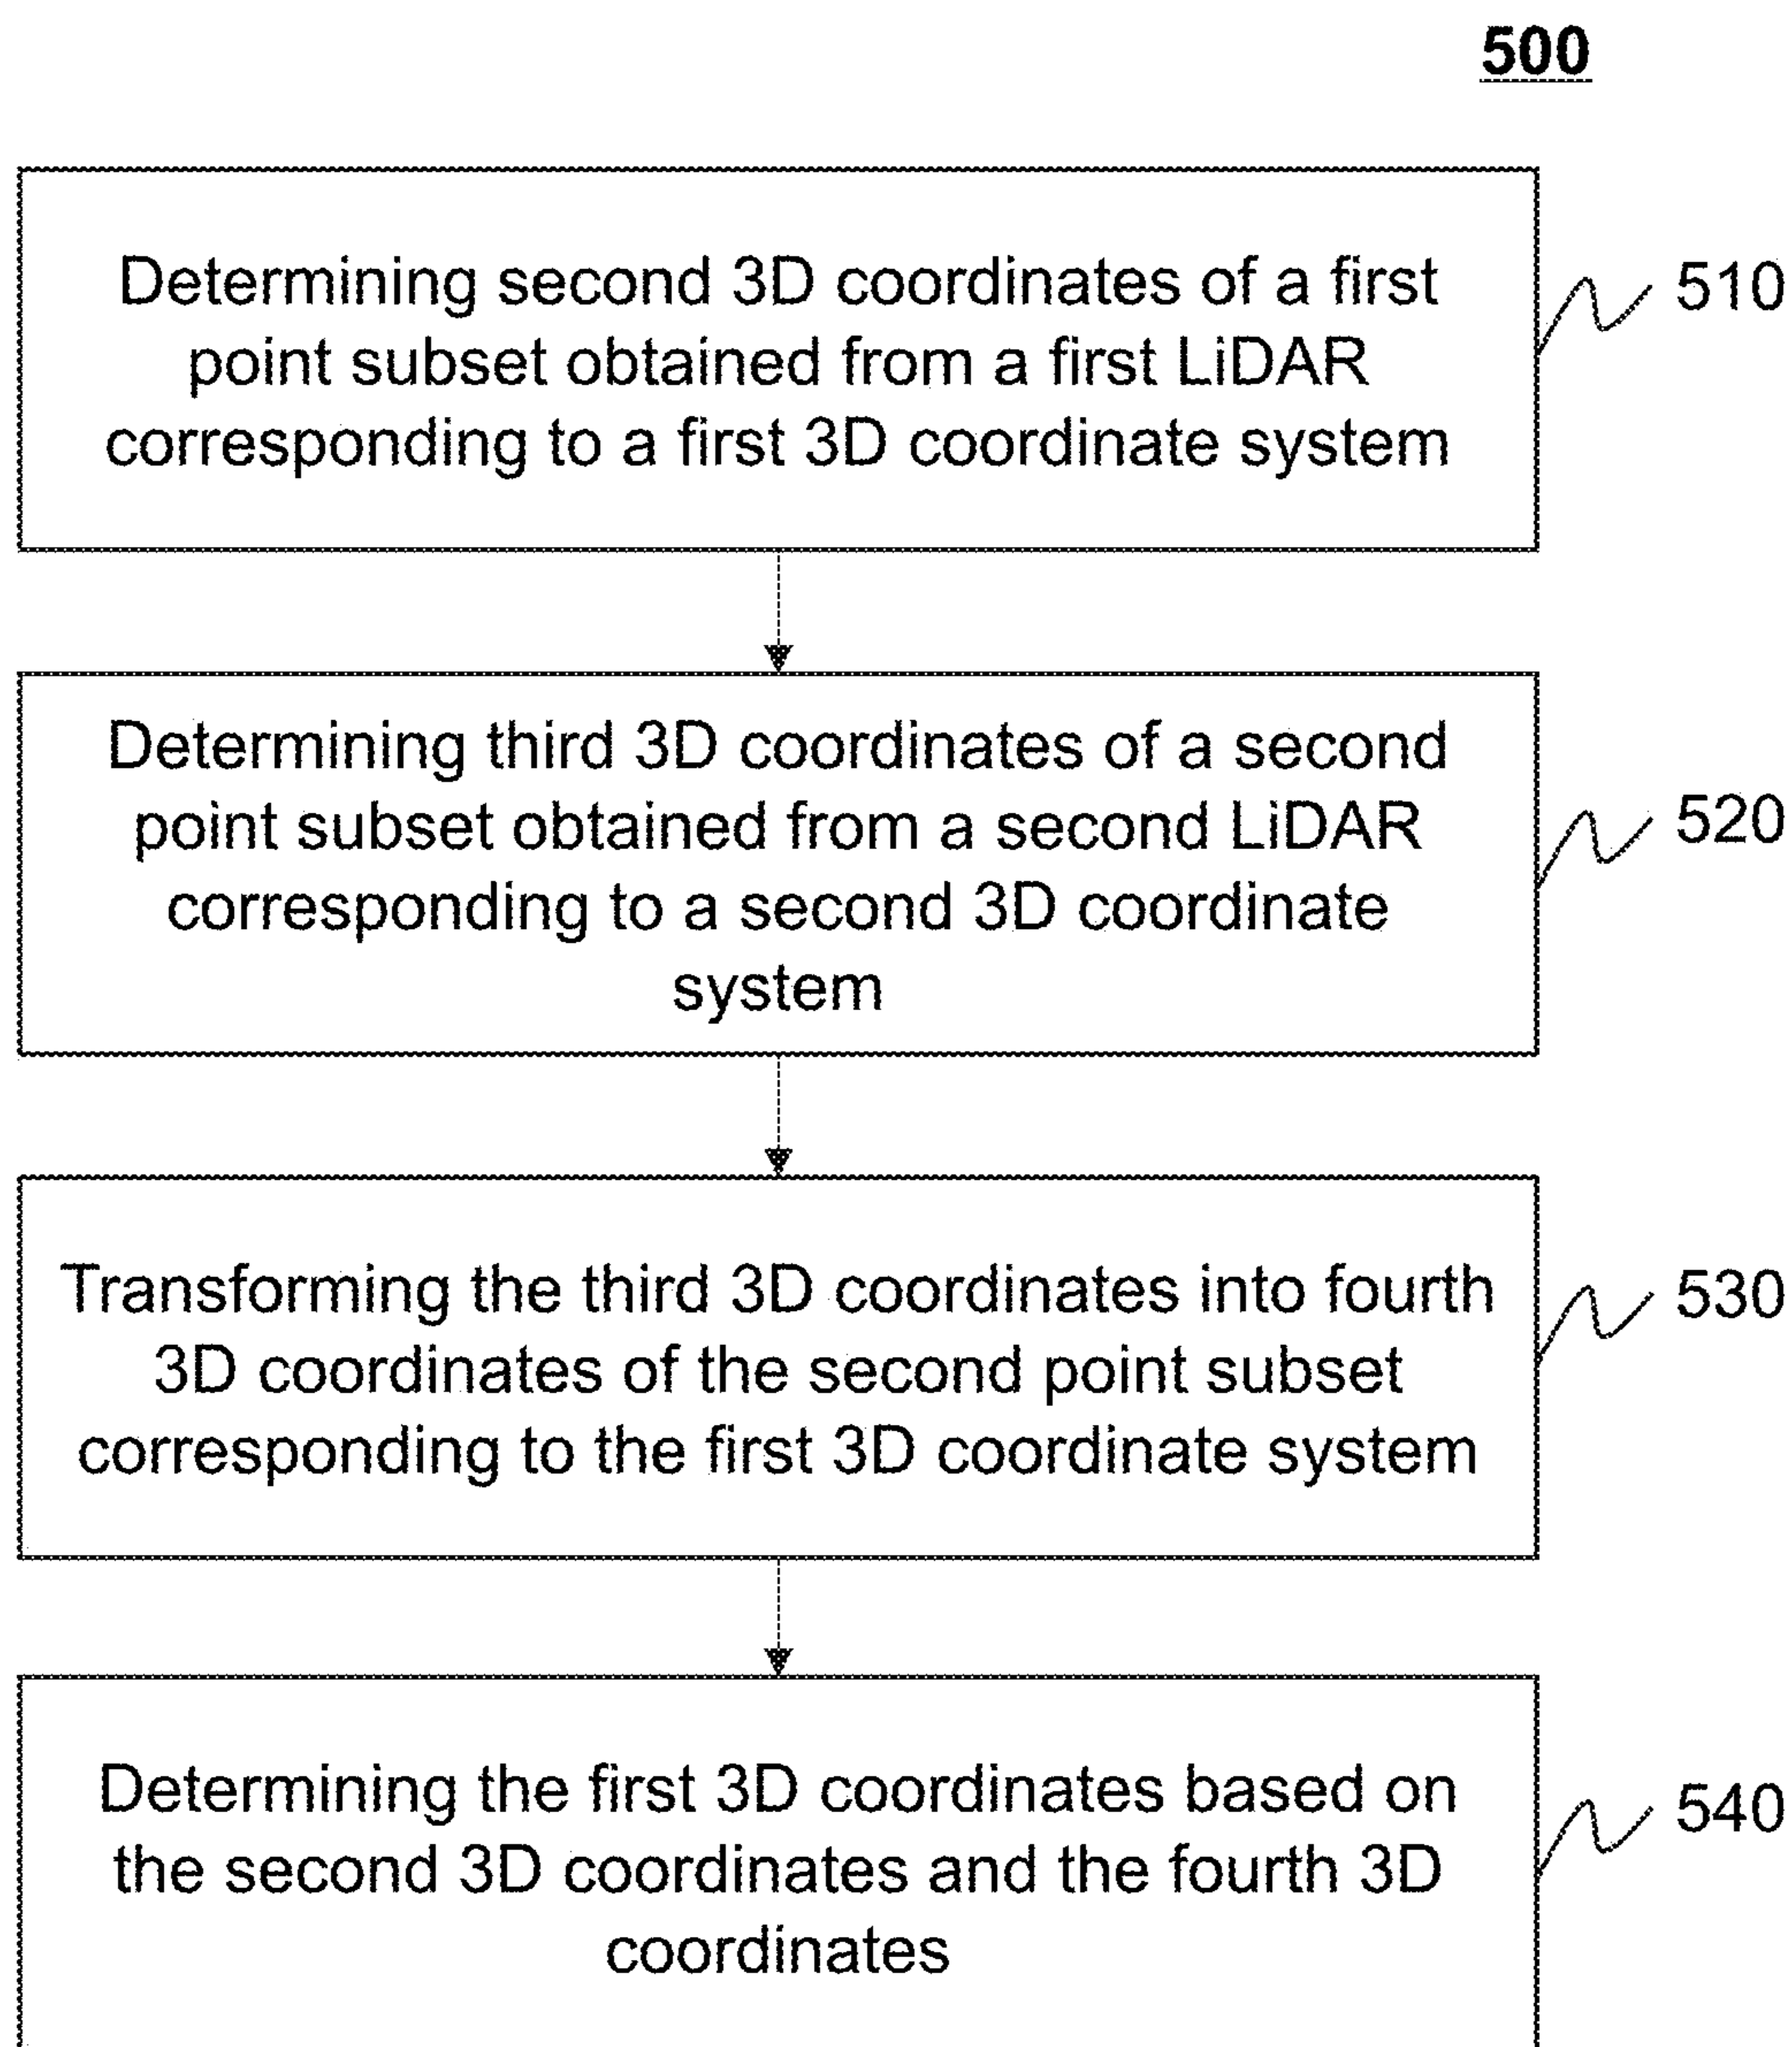 500
Determining second 3D coordinates of a first
point subset obtained from a first LiDAR
corresponding to a first 3D coordinate system
510
Determining third 3D coordinates of a second
point subset obtained from a second LiDAR
corresponding to a second 3D coordinate
system
520
Transforming the third 3D coordinates into fourth
3D coordinates of the second point subset
corresponding to the first 3D coordinate system
530
Determining the first 3D coordinates based on
the second 3D coordinates and the fourth 3D
coordinates
540